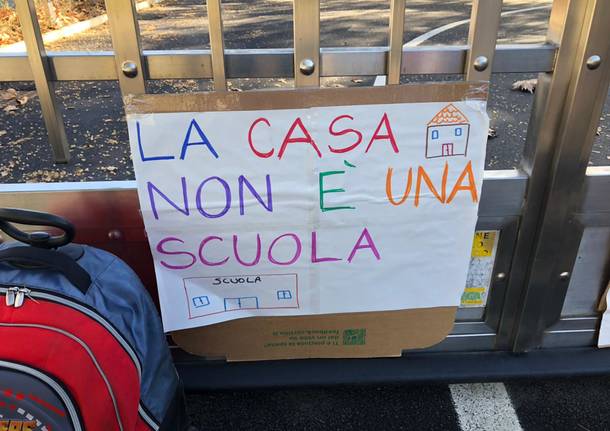 LA CASA
NON È UNA
SCUOLA
SCUOLA